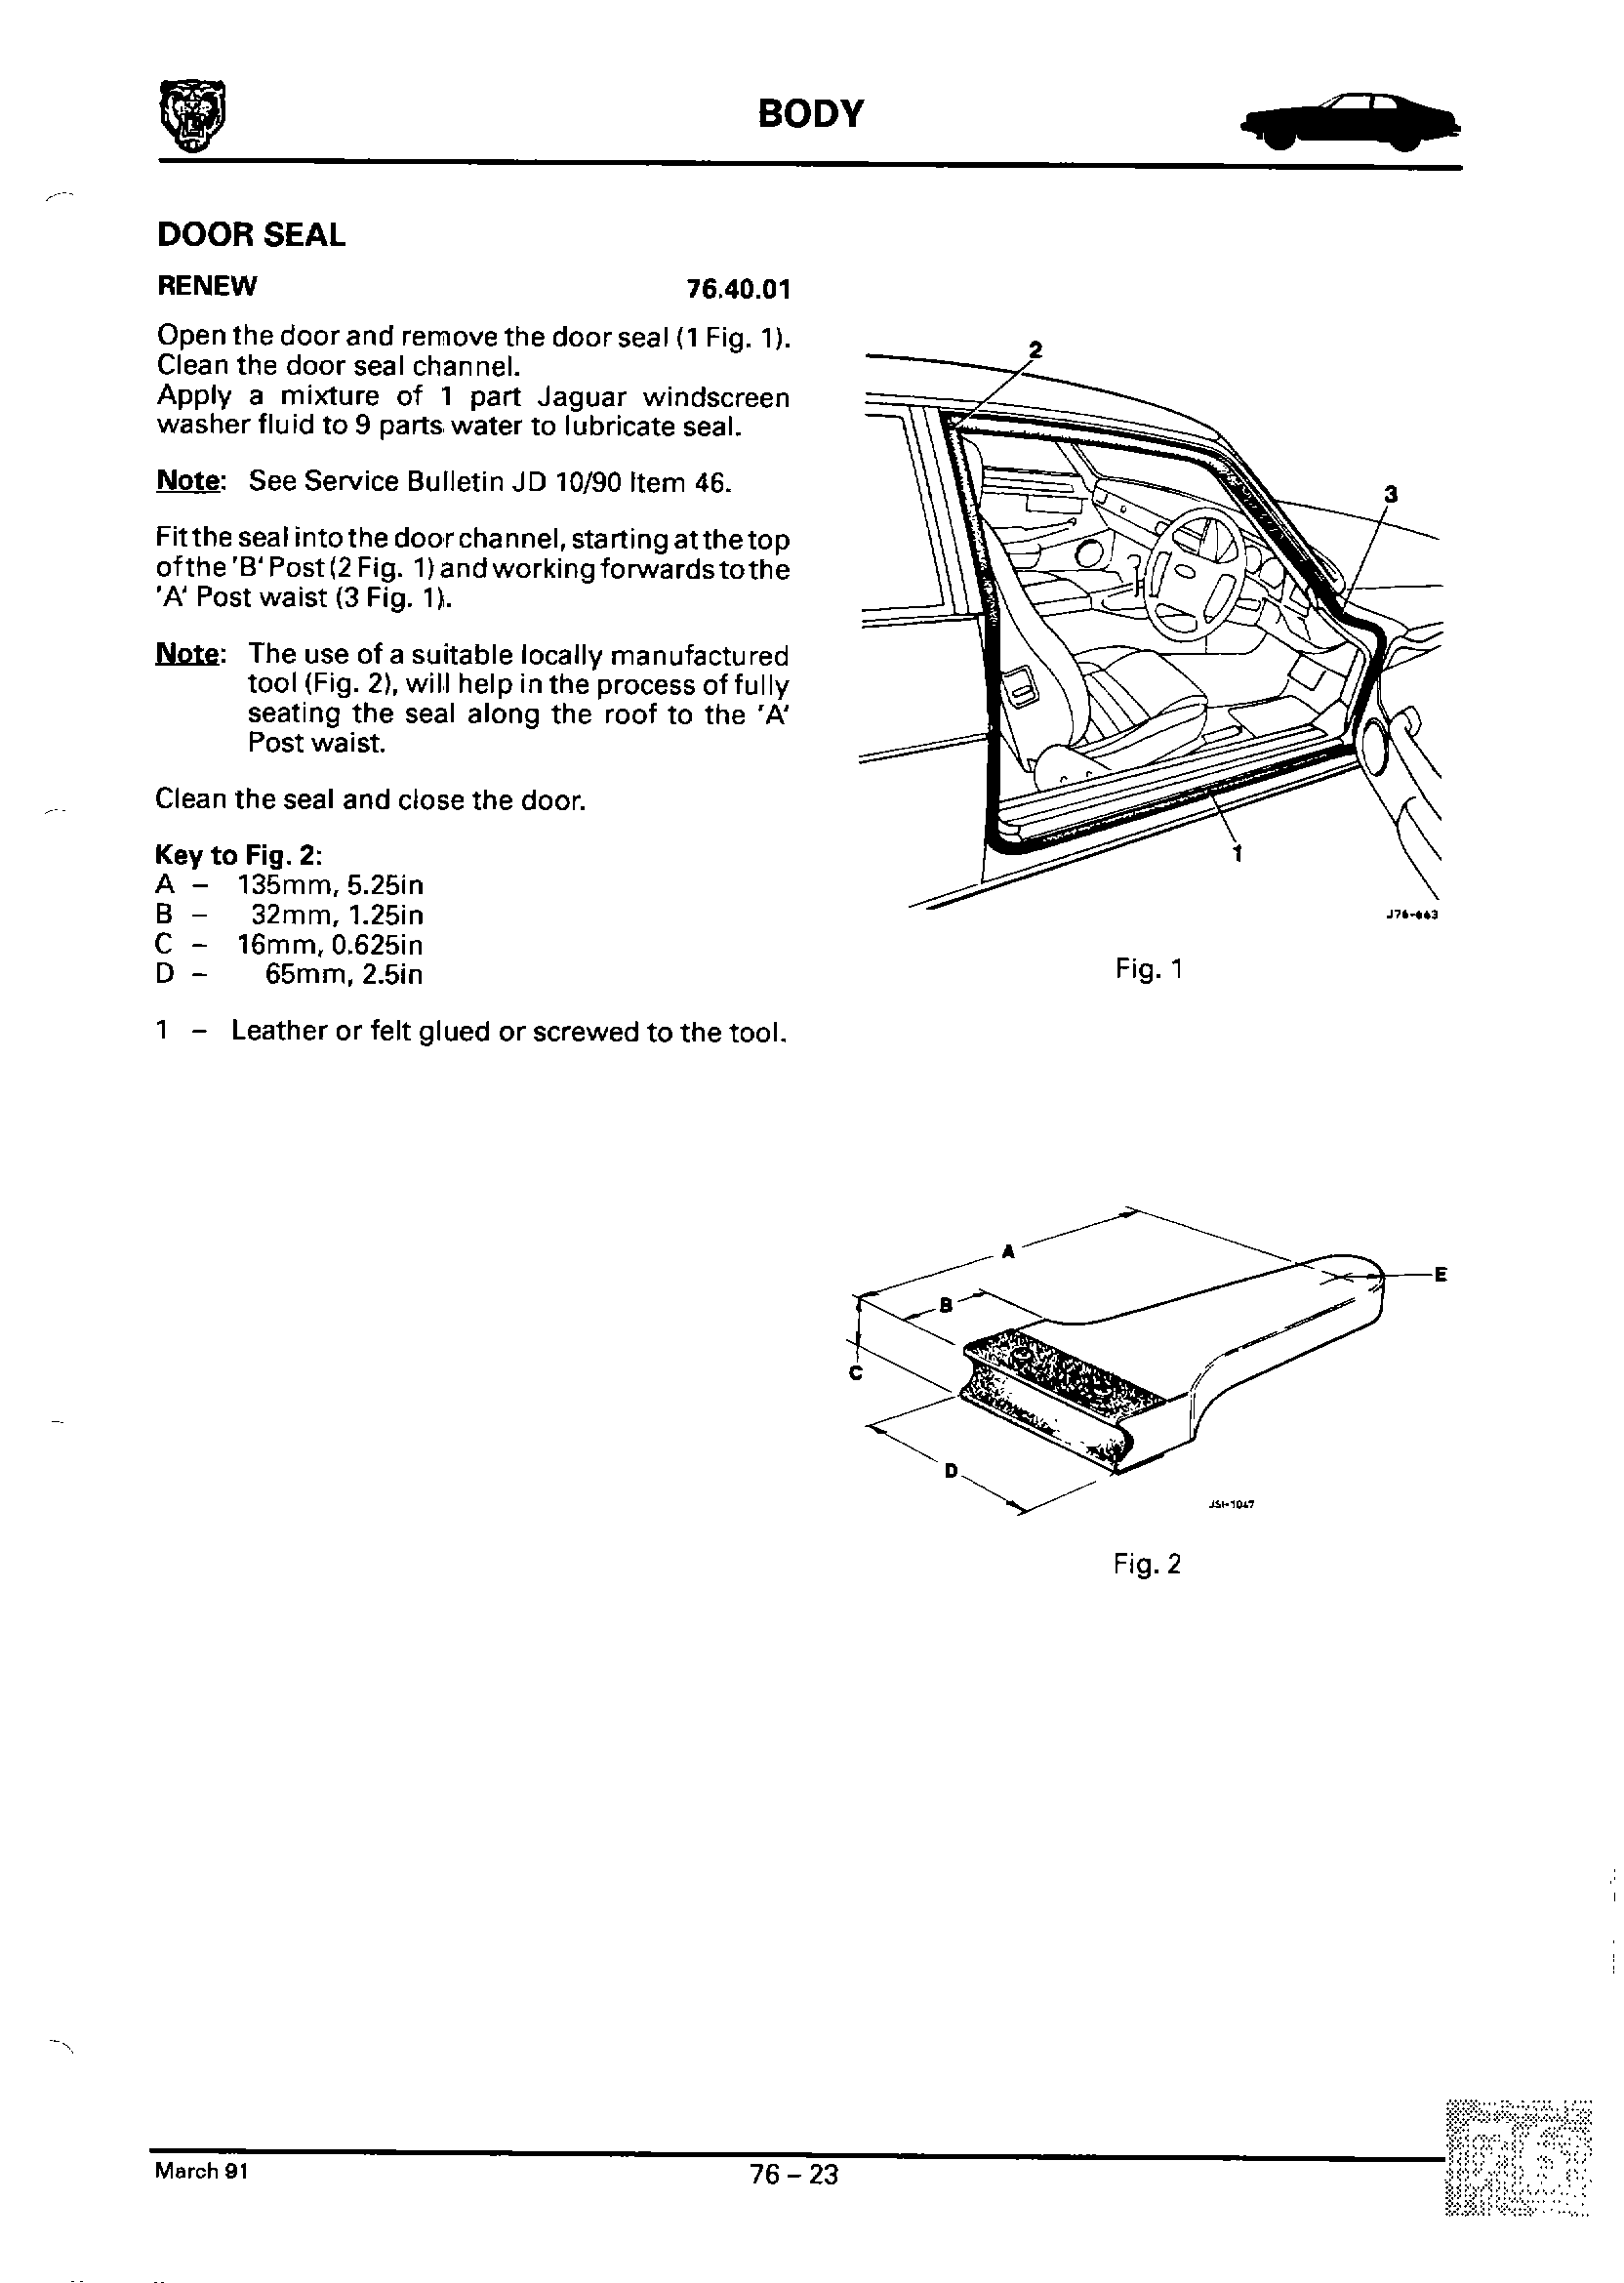 BODY
DOOR SEAL
RENEW 76.40.01
Open the door and remove the door seal (1 Fig. 1).
Clean the door seal channel.
Apply a mixture of 1 part Jaguar windscreen
washer fluid to 9 parts water to lubricate seal.
Note: See Service Bulletin JD 10/90 Item 46.
Fit the seal into the door channel, starting at the top
of the 'B' Post (2 Fig. 1) and working forwards to the
'A' Post waist (3 Fig. 1).
Note: The use of a suitable locally manufactured
tool (Fig. 2), will help in the process of fully
seating the seal along the roof to the 'A'
Post waist.
Clean the seal and close the door.
Key to Fig. 2:
A – 135mm, 5.25in
B – 32mm, 1.25in
C – 16mm, 0.625in
D – 65mm, 2.5in
1 – Leather or felt glued or screwed to the tool.
2
3
1
J76-663
Fig. 1
A
E
B
C
D
JSI-1047
Fig. 2
March 91
76 – 23